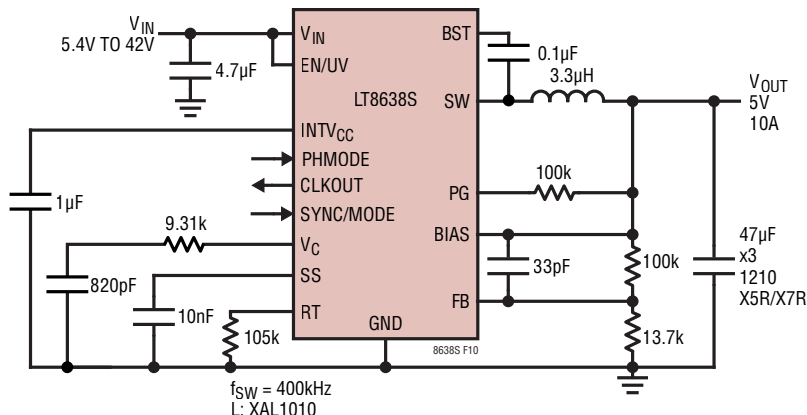 VIN
5.4V TO 42V
4.7µF
VIN
EN/UV
LT8638S
BST
SW
0.1µF
3.3µH
VOUT
5V
10A
INTVCC
PHMODE
CLKOUT
SYNC/MODE
VC
SS
RT
GND
PG
BIAS
FB
100k
1µF
9.31k
820pF
10nF
105k
33pF
100k
13.7k
47µF
x3
1210
X5R/X7R
8638S F10
fSW = 400kHz
L: XAL1010